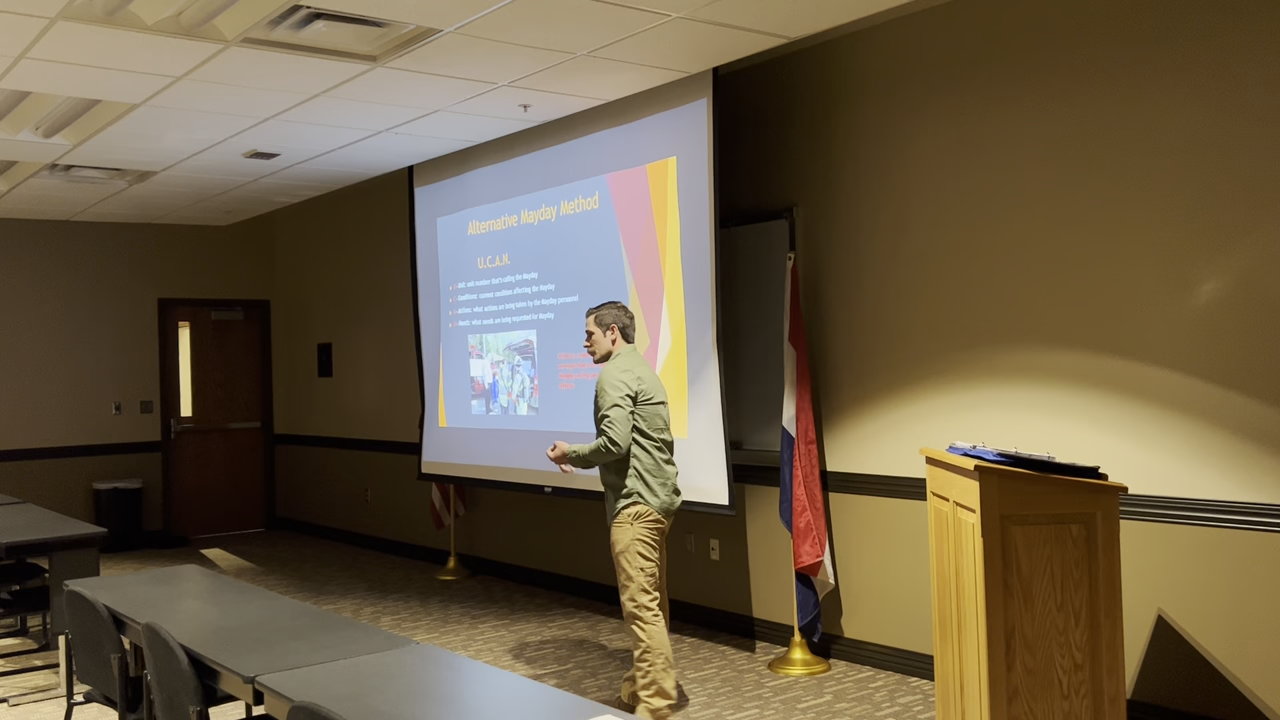 Alternative Mayday Method
U.C.A.N.
Unit: unit number that's calling the Mayday
Conditions: current conditions affecting the Mayday
Actions: what actions are being taken by the Mayday personnel
Needs: what needs are being requested for Mayday